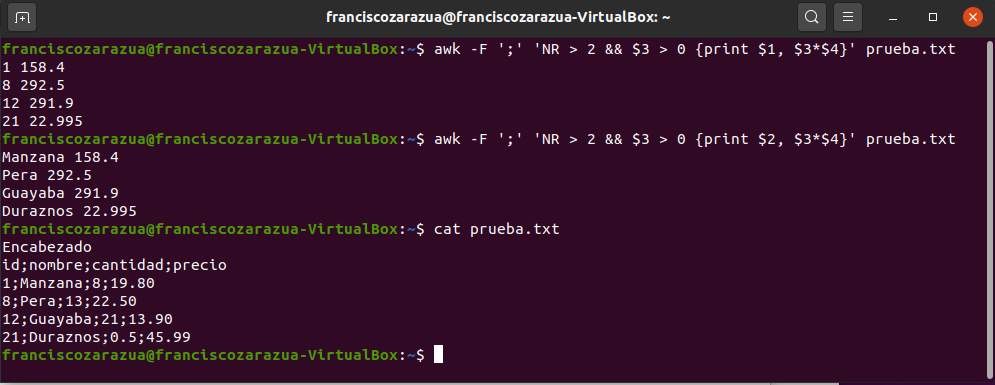 franciscozarazua@franciscozarazua-VirtualBox: ~
franciscozarazua@franciscozarazua-VirtualBox:~$ awk -F ';' 'NR > 2 && $3 > 0 {print $1, $3*$4}' prueba.txt
1 158.4
8 292.5
12 291.9
21 22.995
franciscozarazua@franciscozarazua-VirtualBox:~$ awk -F ';' 'NR > 2 && $3 > 0 {print $2, $3*$4}' prueba.txt
Manzana 158.4
Pera 292.5
Guayaba 291.9
Duraznos 22.995
franciscozarazua@franciscozarazua-VirtualBox:~$ cat prueba.txt
Encabezado
id;nombre;cantidad;precio
1;Manzana;8;19.80
8;Pera;13;22.50
12;Guayaba;21;13.90
21;Duraznos;0.5;45.99
franciscozarazua@franciscozarazua-VirtualBox:~$